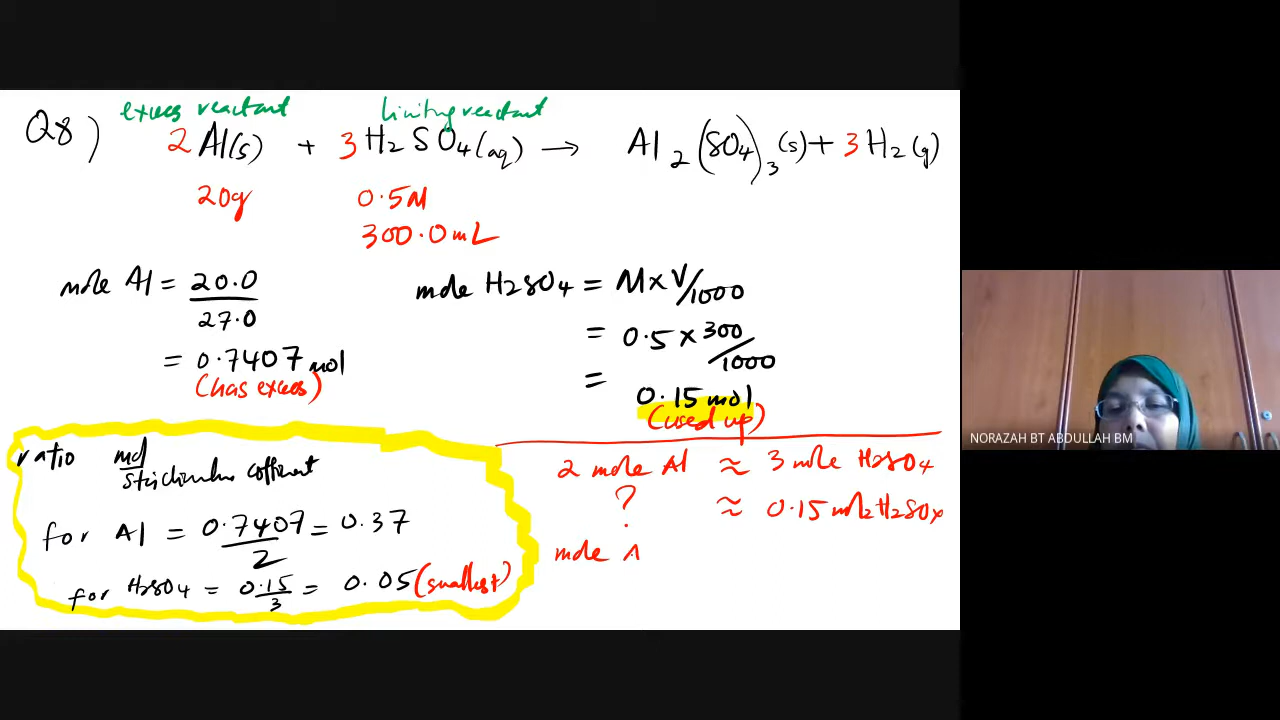 Q8)
excess reactant limiting reactant
2 Al(s) + 3 H2SO4(aq) → Al2(SO4)3(s) + 3 H2(g)
20g 0.5M
300.0mL
mole Al = 20.0/27.0
= 0.7407 mol
(has excess)
mole H2SO4 = M x V/1000
= 0.5 x 300/1000
= 0.15 mol
(used up)
ratio mol
coefficient
for Al = 0.7407/2 = 0.37
for H2SO4 = 0.15/3 = 0.05 (smallest)
2 mole Al ≈ 3 mole H2SO4
? ≈ 0.15 mole H2SO4
mole A
NORAZAH BT ABDULLAH BM